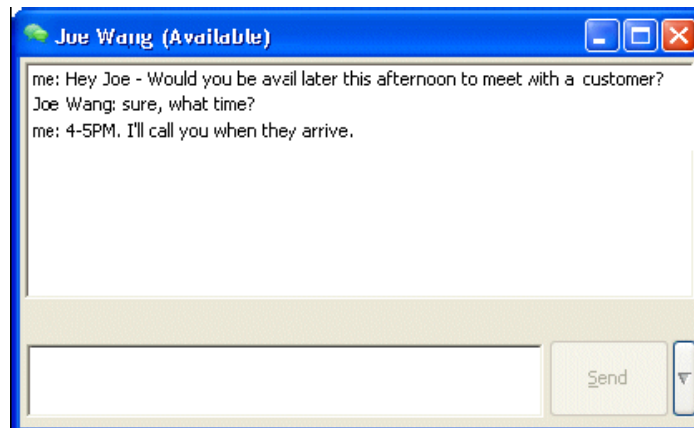 Joe Wang (Available)
me: Hey Joe - Would you be avail later this afternoon to meet with a customer?
Joe Wang: sure, what time?
me: 4-5PM. I'll call you when they arrive.
Send